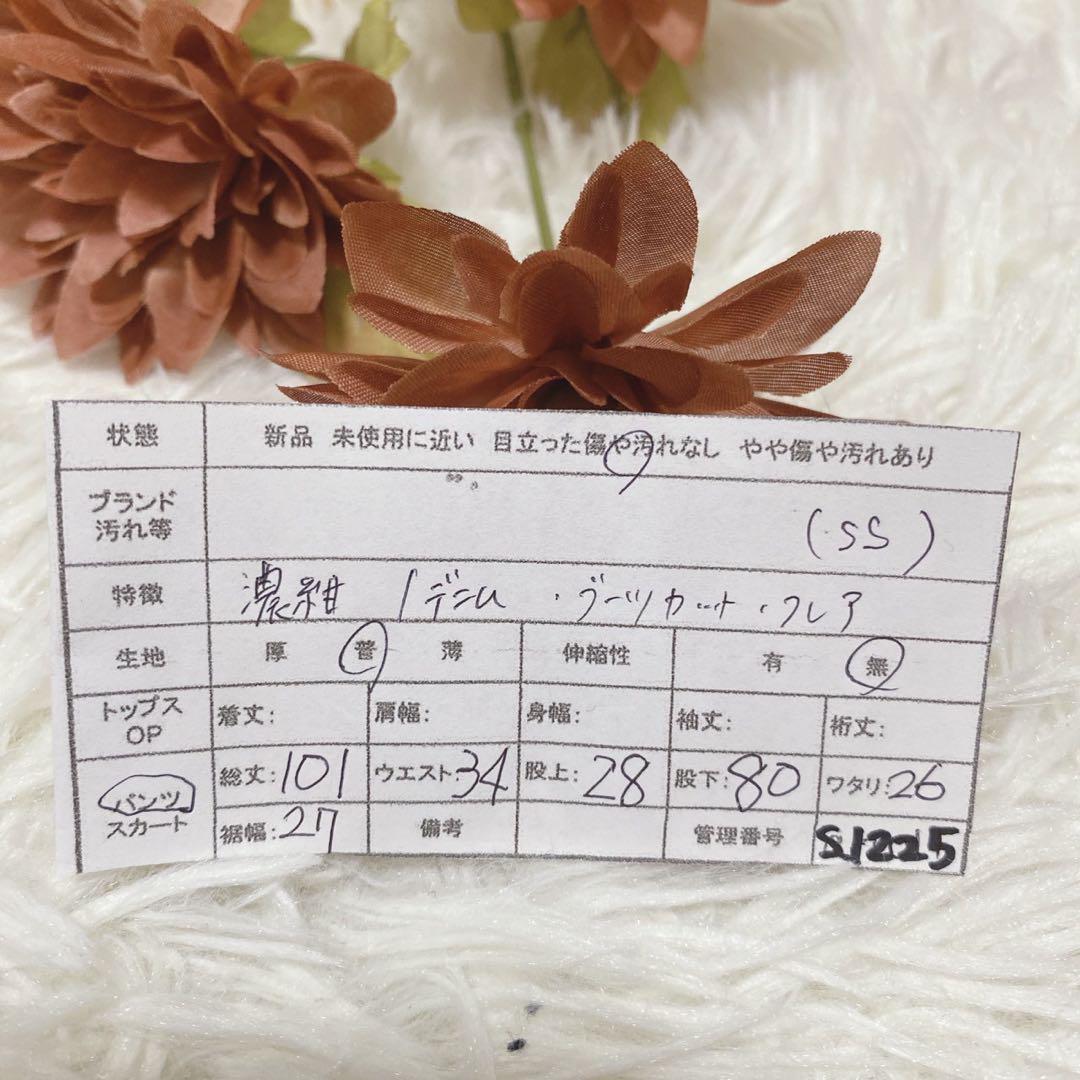 状態 新品 未使用に近い 目立った傷や汚れなし やや傷や汚れあり
ブランド
汚れ等 (SS)
特徴 濃紺 デニム ・ブーツカット・フレア
生地 厚 普 薄 伸縮性 有 無
トップス
OP 着丈: 肩幅: 身幅: 袖丈: 裄丈:
パンツ
スカート 総丈:101 ウエスト:34 股上:28 股下:80 ワタリ:26
裾幅:27 備考 管理番号 S1225